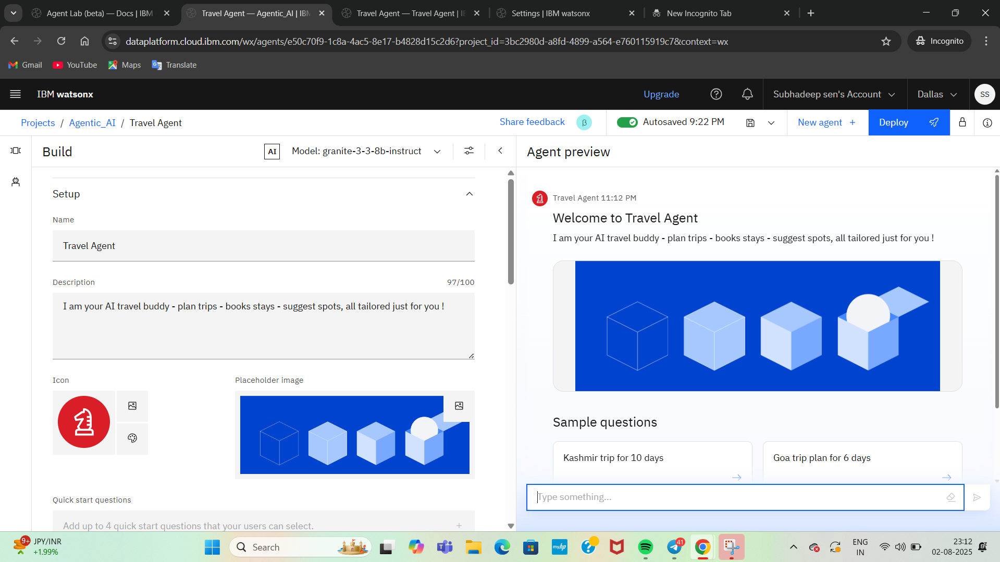 Agent Lab (beta) — Docs | IBM
Travel Agent — Agentic_AI | IBM
Travel Agent — Travel Agent | IE
Settings | IBM watsonx
New Incognito Tab
dataplatform.cloud.ibm.com/wx/agents/e50c70f9-1c8a-4ac5-8e17-b4828d15c2d6?project_id=3bc2980d-a8fd-4899-a564-e760115919c7&context=wx
Incognito
Gmail
YouTube
Maps
Translate
IBM watsonx
Upgrade
Subhadeep sen's Account
Dallas
SS
Projects / Agentic_AI / Travel Agent
Share feedback
β
Autosaved 9:22 PM
New agent +
Deploy
Build
AI
Model: granite-3-3-8b-instruct
Agent preview
Setup
Name
Travel Agent
Description
97/100
I am your AI travel buddy - plan trips - books stays - suggest spots, all tailored just for you !
Icon
Placeholder image
Quick start questions
Add up to 4 quick start questions that your users can select.
Travel Agent 11:12 PM
Welcome to Travel Agent
I am your AI travel buddy - plan trips - books stays - suggest spots, all tailored just for you !
Sample questions
Kashmir trip for 10 days
Goa trip plan for 6 days
Type something...
9+
JPY/INR
+1.99%
Search
myhp
41
ENG
IN
23:12
02-08-2025